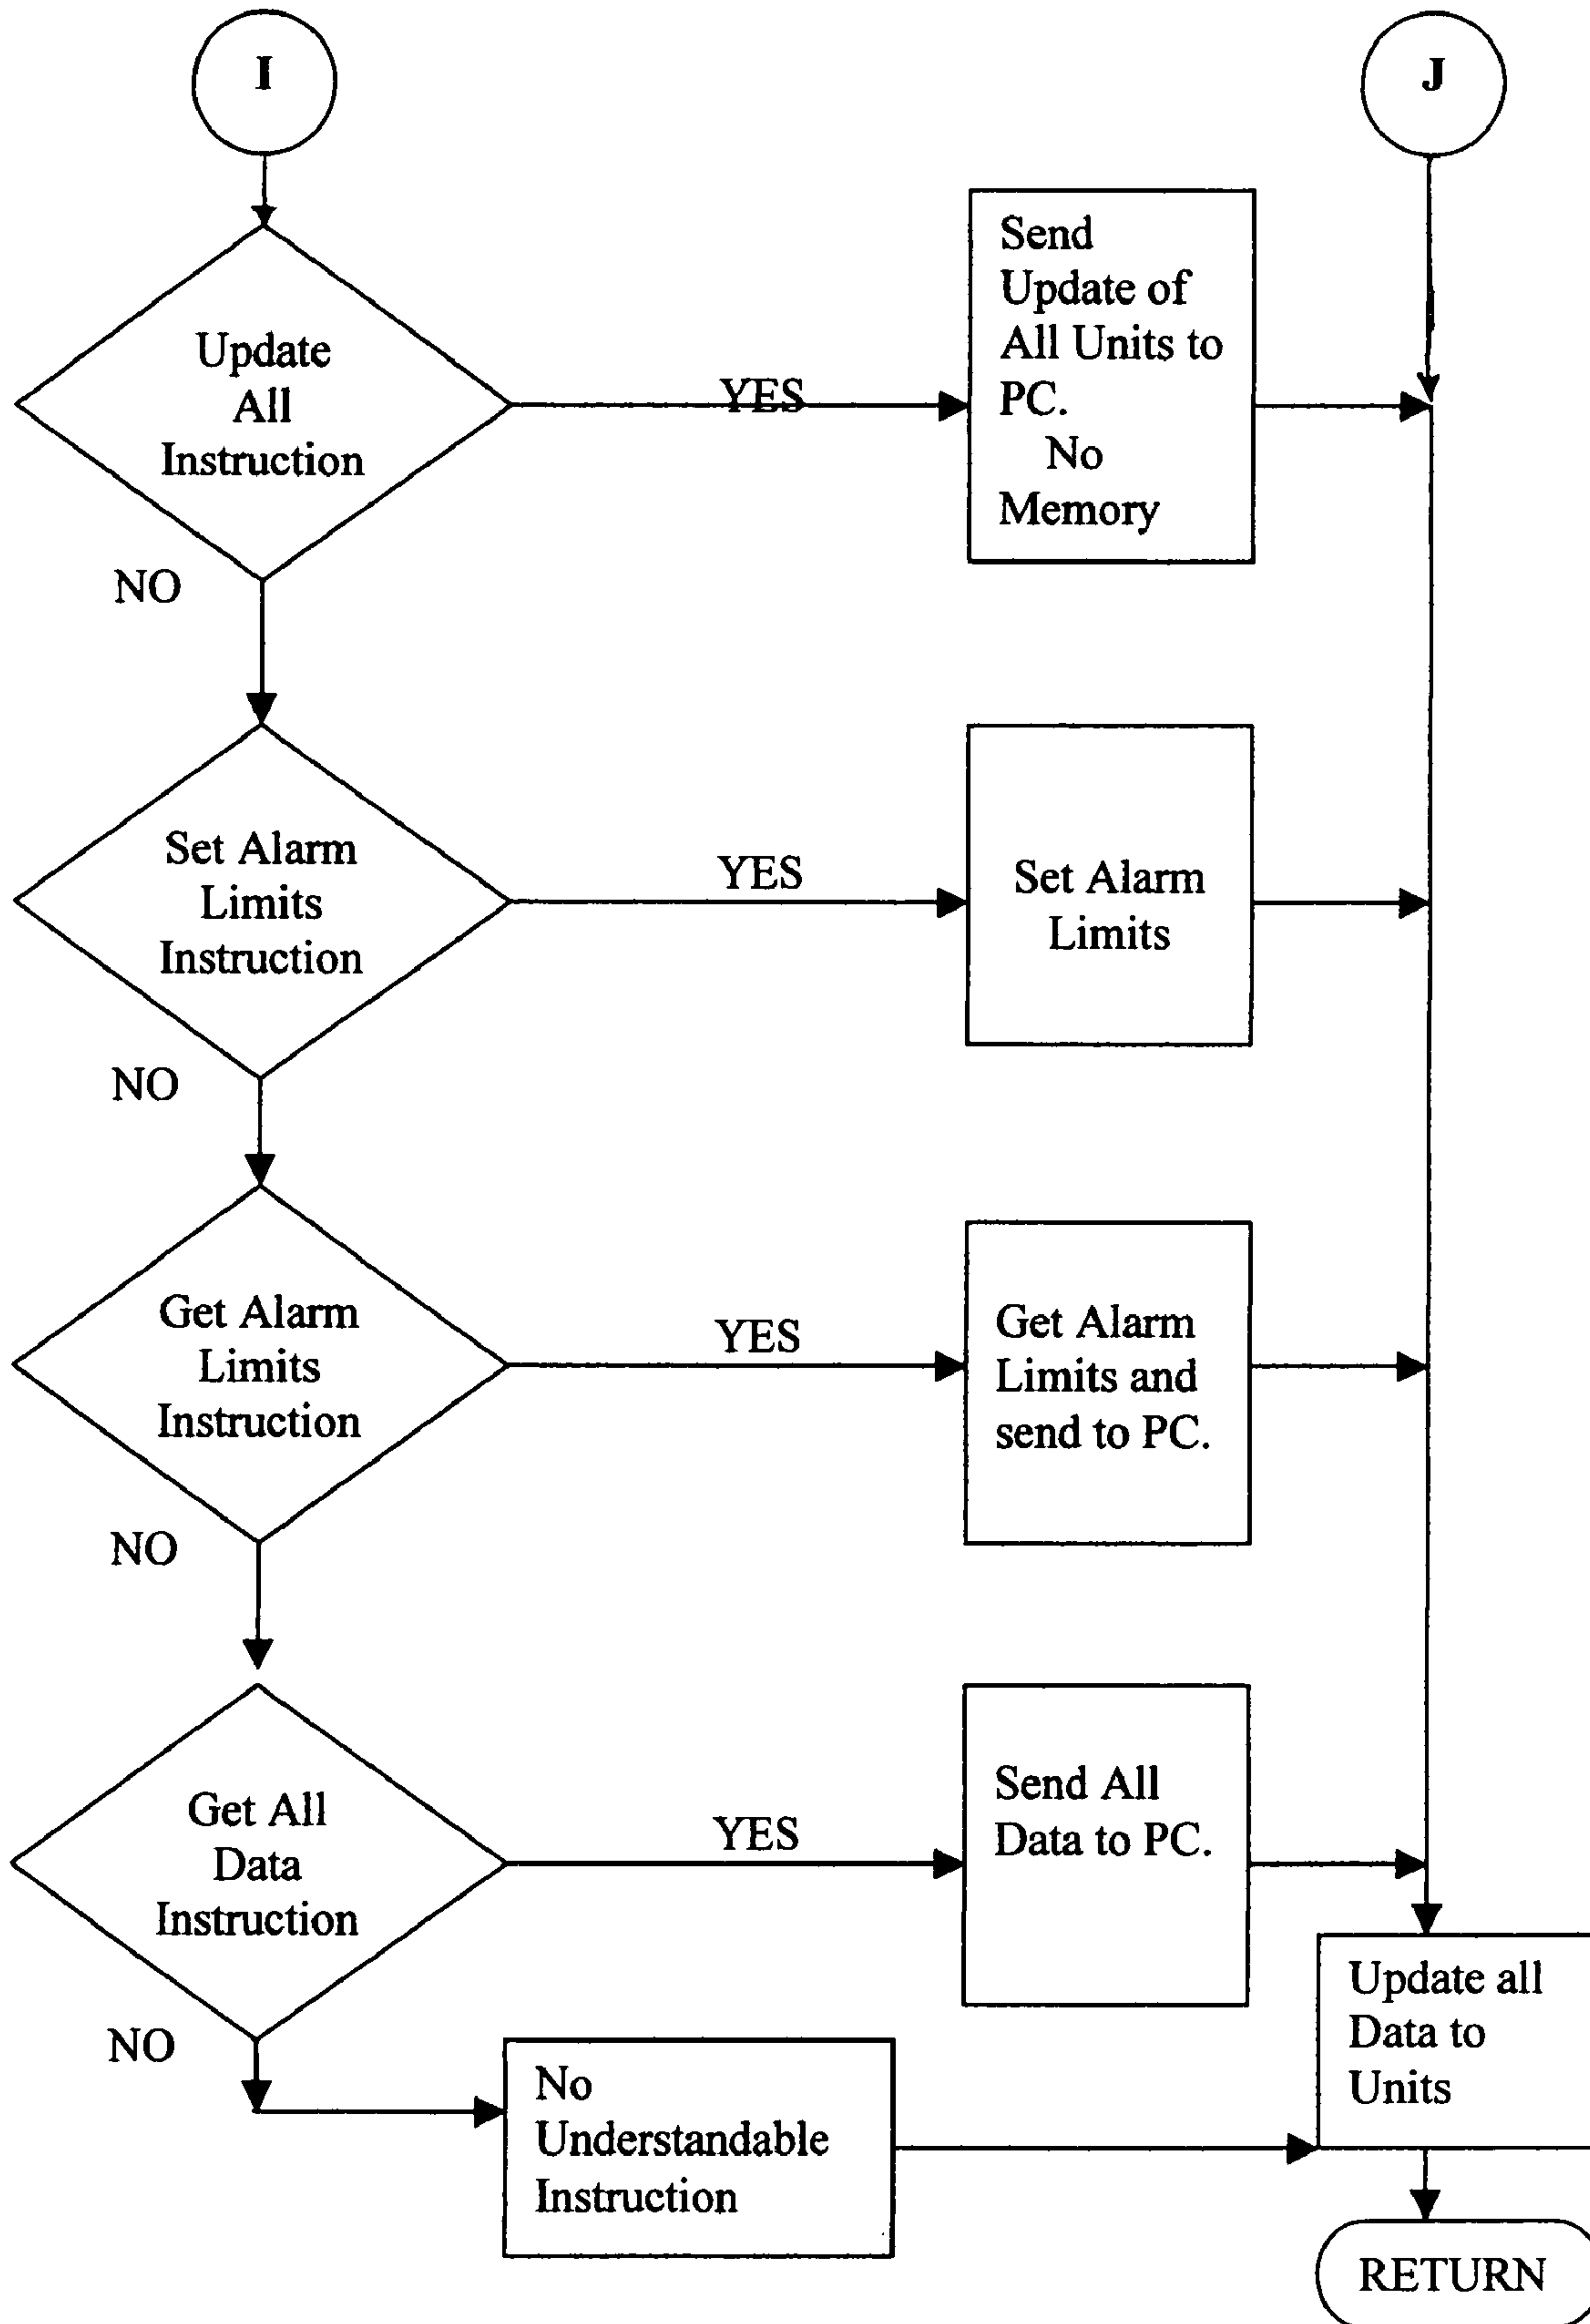 I
J
Update
All
Instruction
YES
Send
Update of
All Units to
PC.
No
Memory
NO
Set Alarm
Limits
Instruction
YES
Set Alarm
Limits
NO
Get Alarm
Limits
Instruction
YES
Get Alarm
Limits and
send to PC.
NO
Get All
Data
Instruction
YES
Send All
Data to PC.
Update all
Data to
Units
NO
No
Understandable
Instruction
RETURN